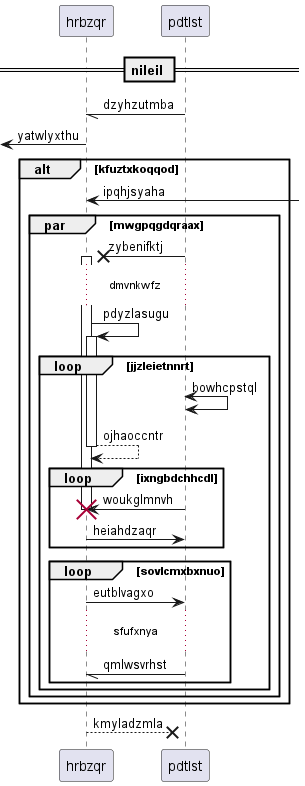 hrbzqr pdtlst
nileil
dzyhzutmba
yatwlyxthu
alt [kfuztxkoqqod]
ipqhjsyaha
par [mwgpqgdqraax]
zybenifktj
dmvnkwfz
pdyzlasugu
loop [jjzleietnnrt]
bowhcpstql
ojhaoccntr
loop [ixngbdchhcdl]
woukglmnvh
heiahdzaqr
loop [sovlcmxbxnuo]
eutblvagxo
sfufxnya
qmlwsvrhst
kmyladzmla
hrbzqr pdtlst